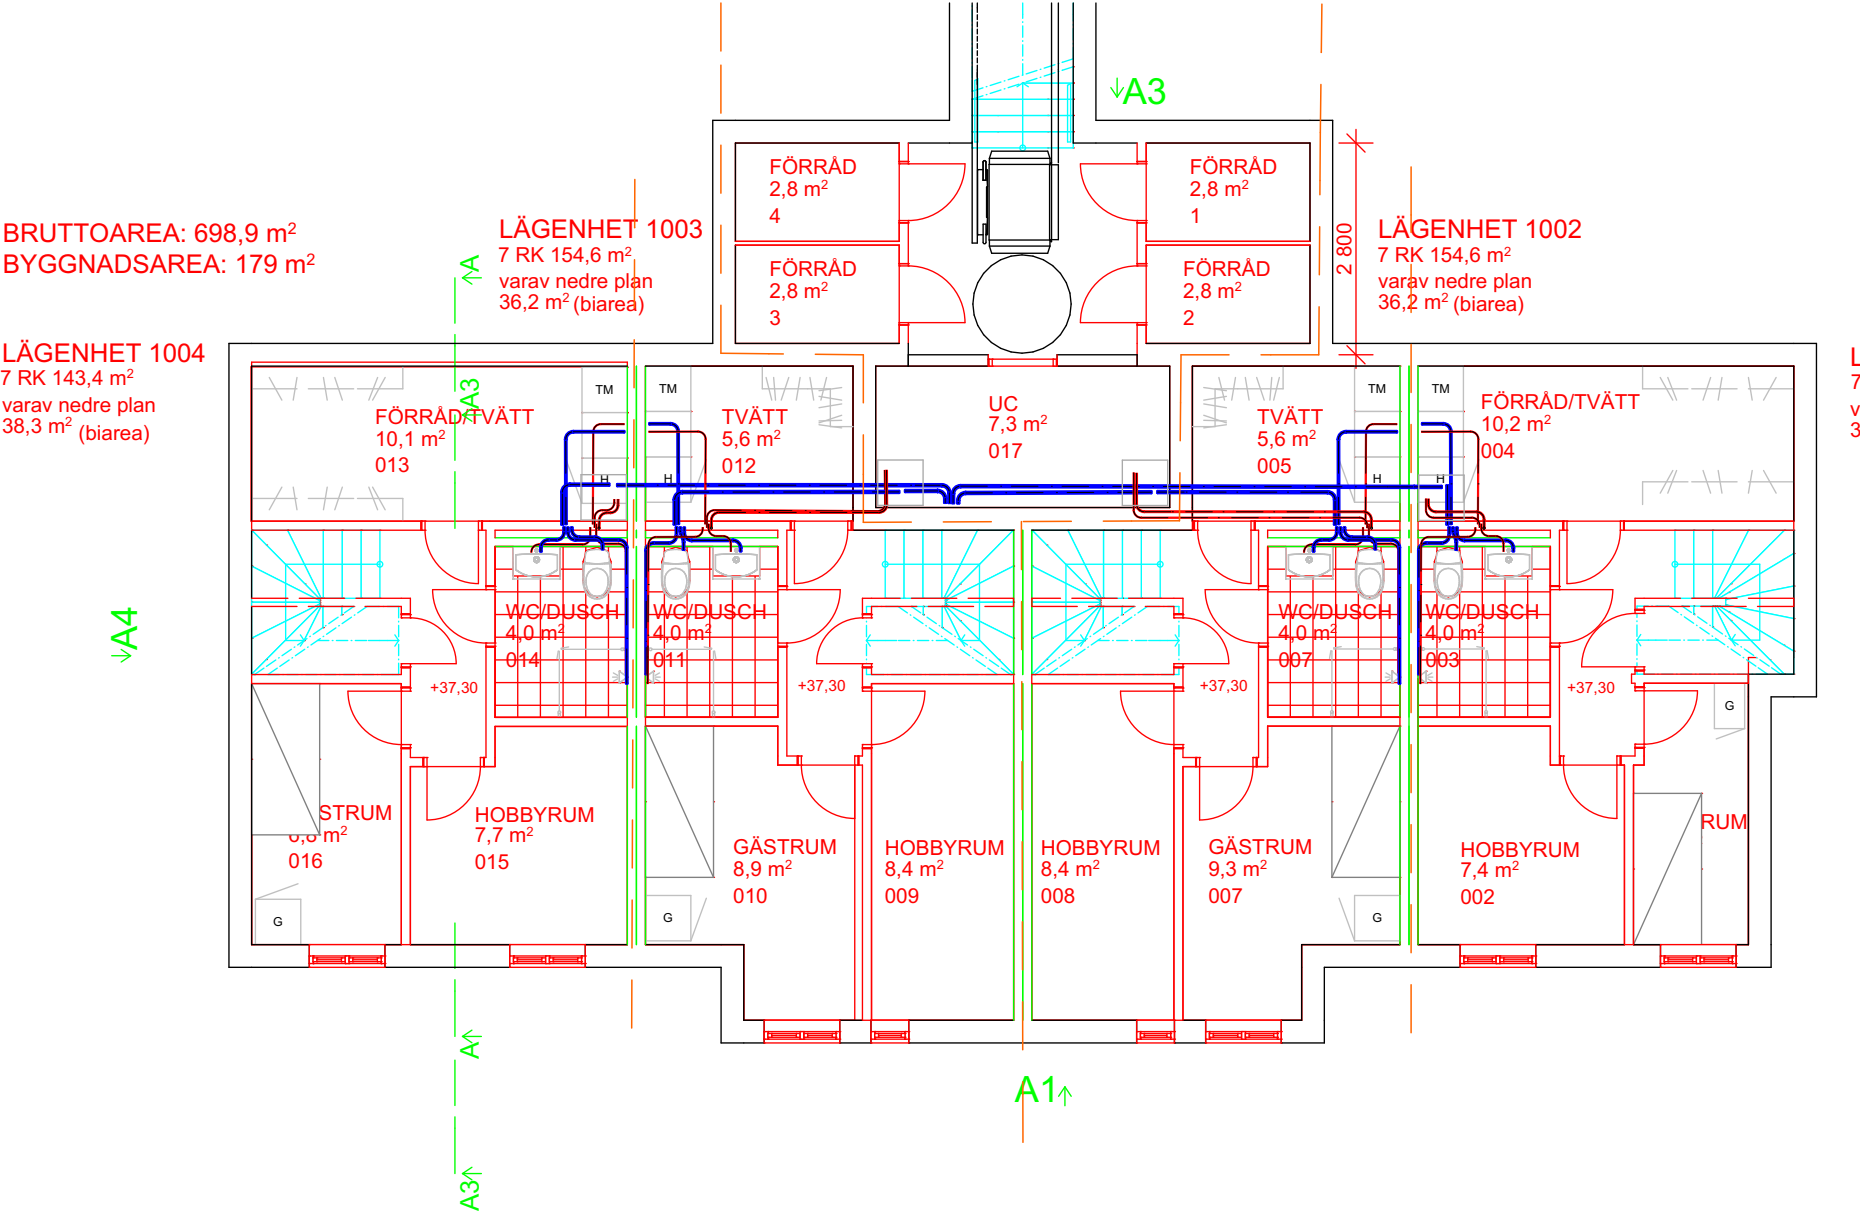 A3
FÖRRÅD
2,8 m²
4
FÖRRÅD
2,8 m²
1
BRUTTOAREA: 698,9 m²
BYGGNADSAREA: 179 m²
LÄGENHET 1003
7 RK 154,6 m²
varav nedre plan
36,2 m² (biarea)
FÖRRÅD
2,8 m²
3
FÖRRÅD
2,8 m²
2
2 800
LÄGENHET 1002
7 RK 154,6 m²
varav nedre plan
36,2 m² (biarea)
A
LÄGENHET 1004
7 RK 143,4 m²
varav nedre plan
38,3 m² (biarea)
A3
FÖRRÅD/TVÄTT
10,1 m²
013
TM
TM
TVÄTT
5,6 m²
012
UC
7,3 m²
017
TVÄTT
5,6 m²
005
TM
TM
FÖRRÅD/TVÄTT
10,2 m²
004
L
7
v
3
H
H
H
H
A4
WC/DUSCH
4,0 m²
014
WC/DUSCH
4,0 m²
011
WC/DUSCH
4,0 m²
007
WC/DUSCH
4,0 m²
003
+37,30
+37,30
+37,30
+37,30
G
STRUM
m²
016
HOBBYRUM
7,7 m²
015
GÄSTRUM
8,9 m²
010
HOBBYRUM
8,4 m²
009
HOBBYRUM
8,4 m²
008
GÄSTRUM
9,3 m²
007
HOBBYRUM
7,4 m²
002
RUM
G
G
G
A
A1
A3